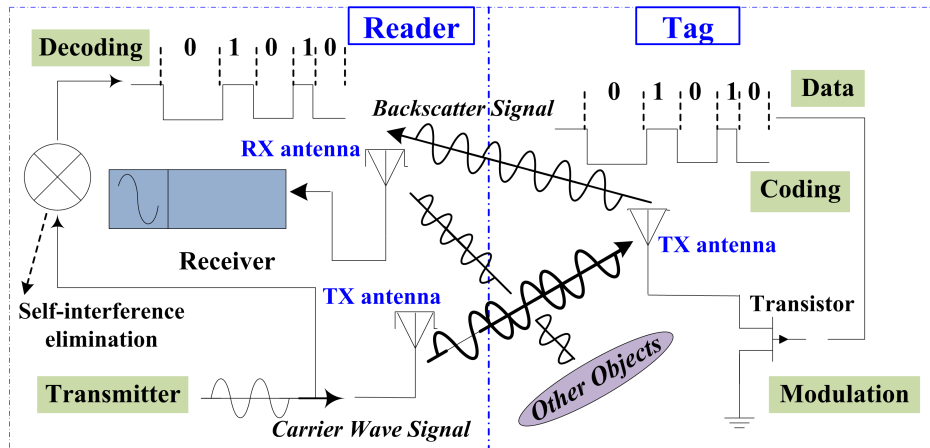 Reader
Tag
Decoding
0 1 0 1 0
Backscatter Signal
0 1 0 1 0
Data
RX antenna
Coding
Receiver
TX antenna
TX antenna
Self-interference
elimination
Transistor
Other Objects
Transmitter
Modulation
Carrier Wave Signal